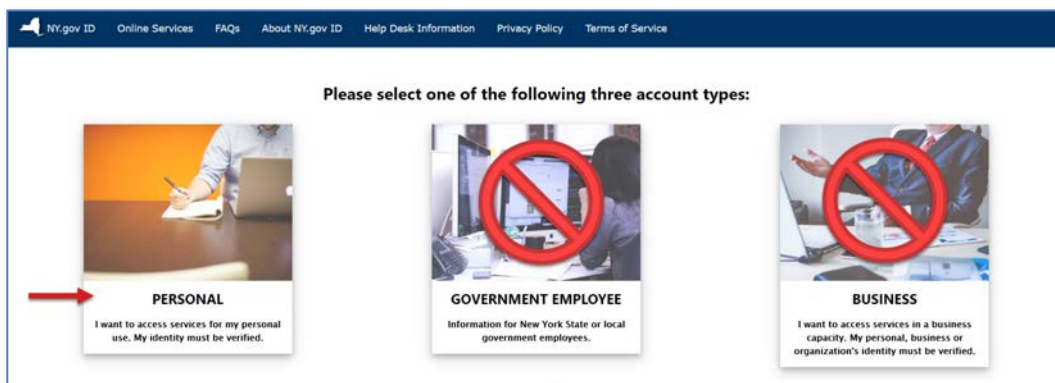 NY.gov ID Online Services FAQs About NY.gov ID Help Desk Information Privacy Policy Terms of Service
Please select one of the following three account types:
PERSONAL
I want to access services for my personal
use. My identity must be verified.
GOVERNMENT EMPLOYEE
Information for New York State or local
government employees.
BUSINESS
I want to access services in a business
capacity. My personal, business or
organization's identity must be verified.